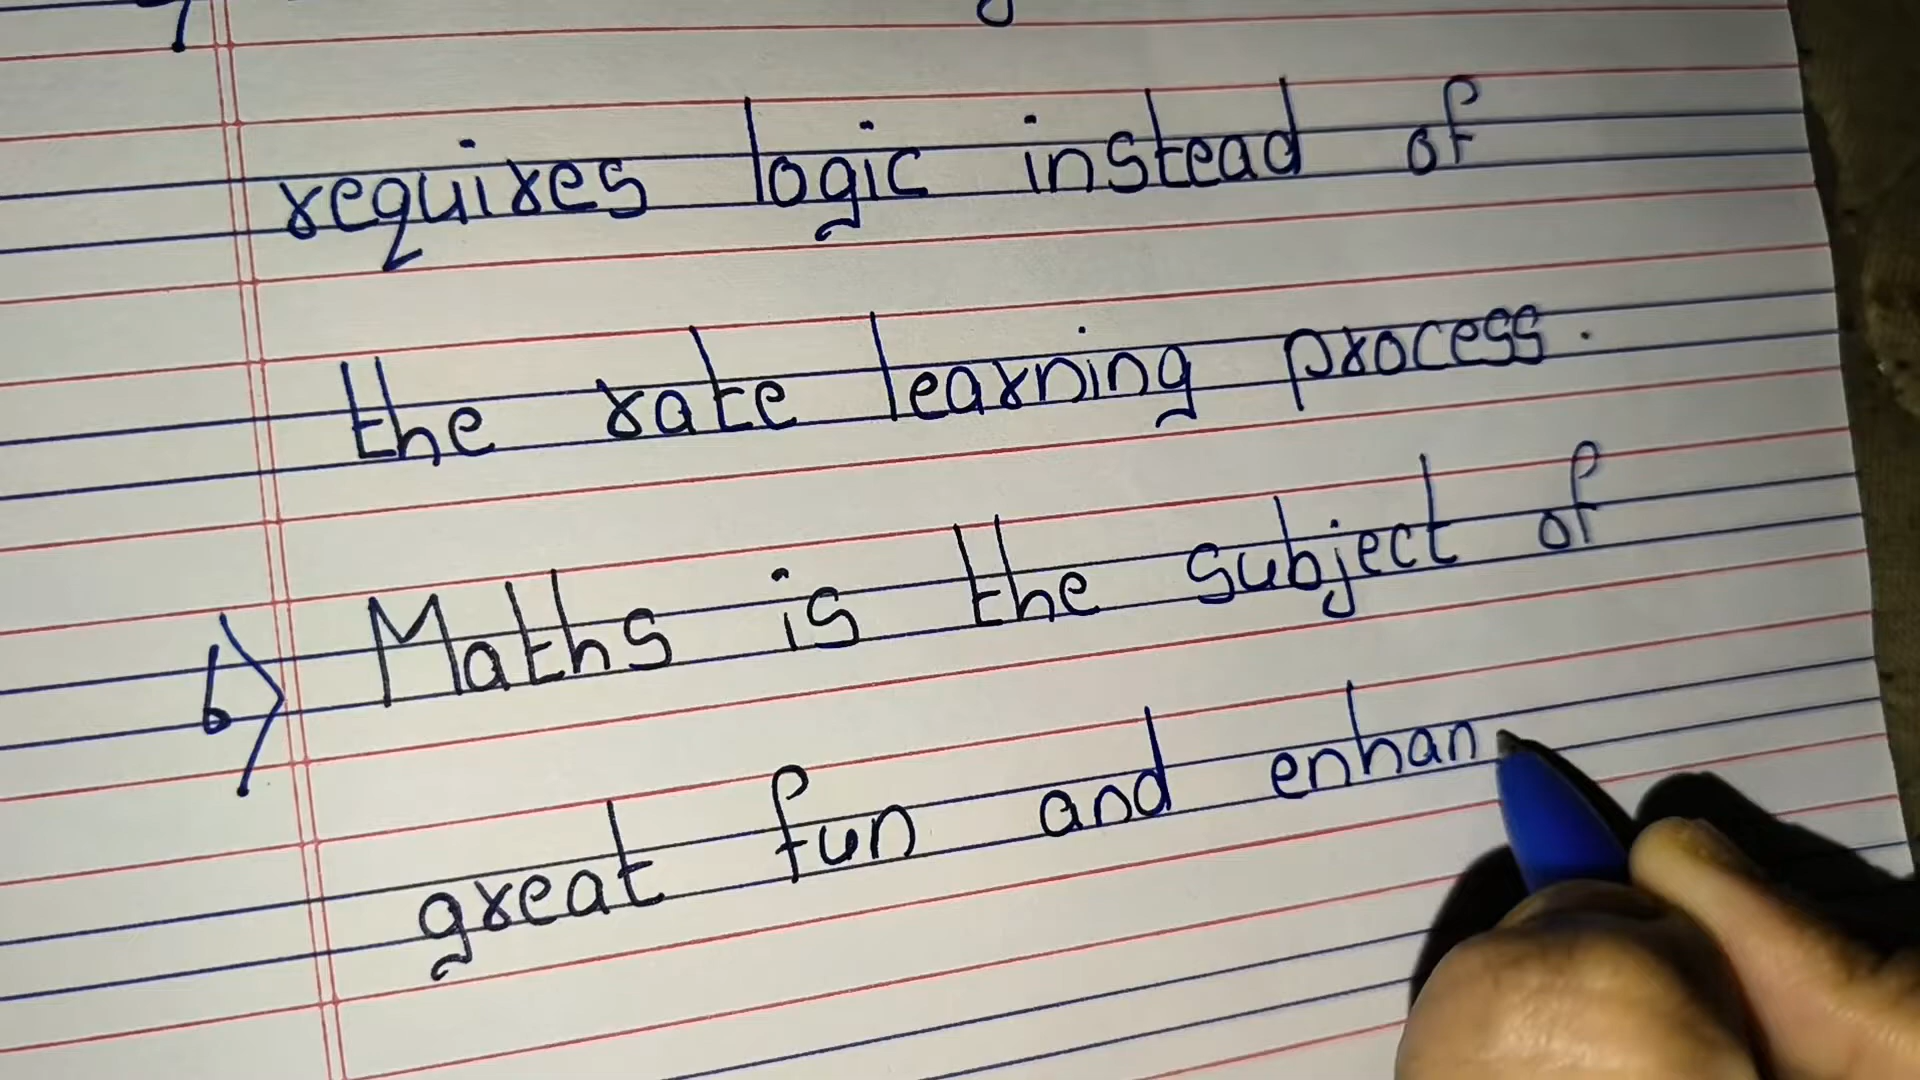 requires logic instead of
the rate learning process.
6) Maths is the subject of
great fun and enhan